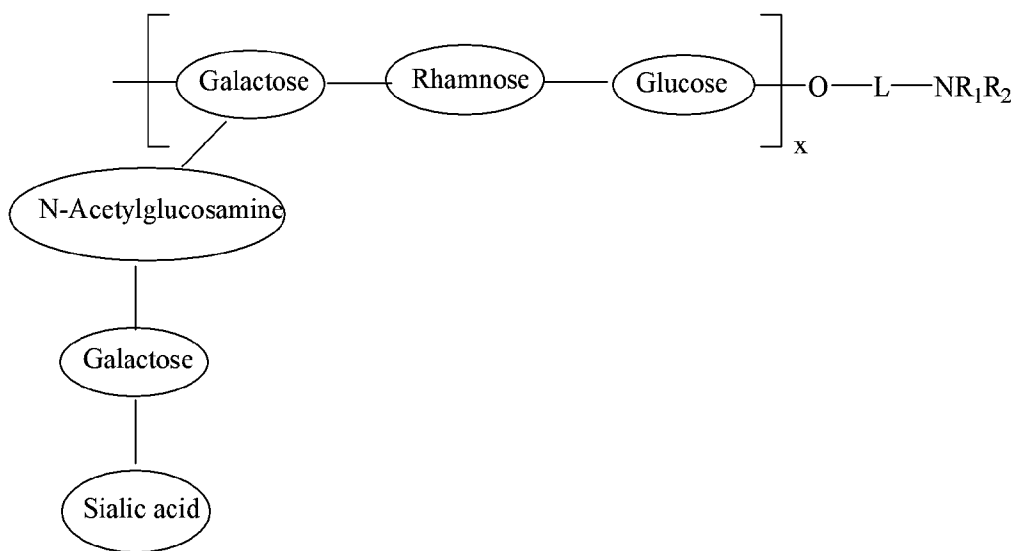 Galactose Rhamnose Glucose O L NR₁R₂
x
N-Acetylglucosamine
Galactose
Sialic acid